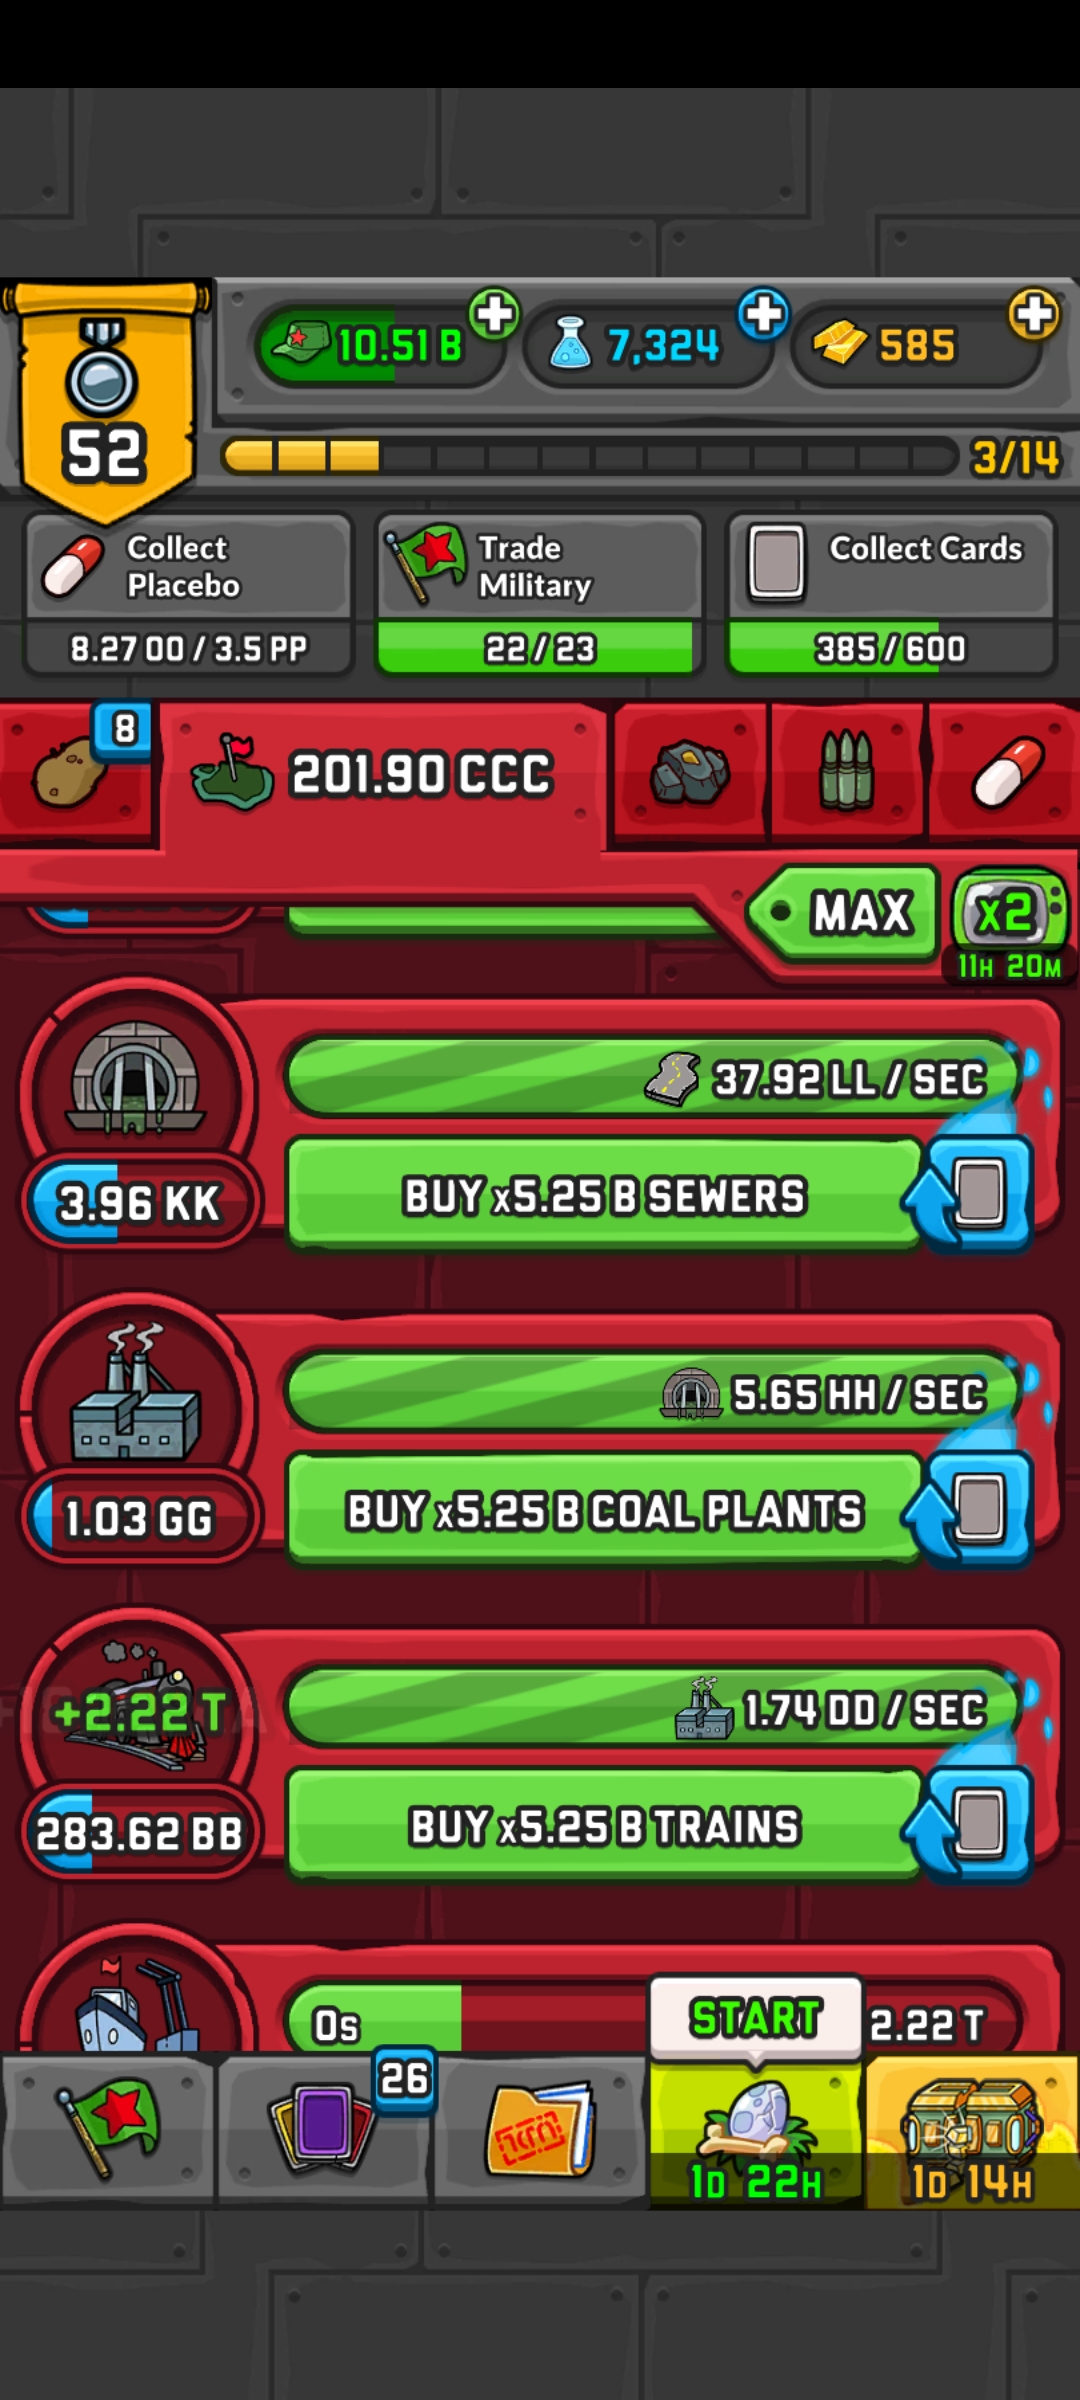 10.51 B
7,324
585
52
3/14
Collect
Placebo
Trade
Military
Collect Cards
8.27 OO / 3.5 PP
22/23
385/600
8
201.90 CCC
MAX
x2
11H 20M
37.92 LL / SEC
BUY x5.25 B SEWERS
3.96 KK
5.65 HH / SEC
BUY x5.25 B COAL PLANTS
1.03 GG
+2.22 T
1.74 DD / SEC
BUY x5.25 B TRAINS
283.62 BB
0s
START
2.22 T
26
1D 22H
1D 14H